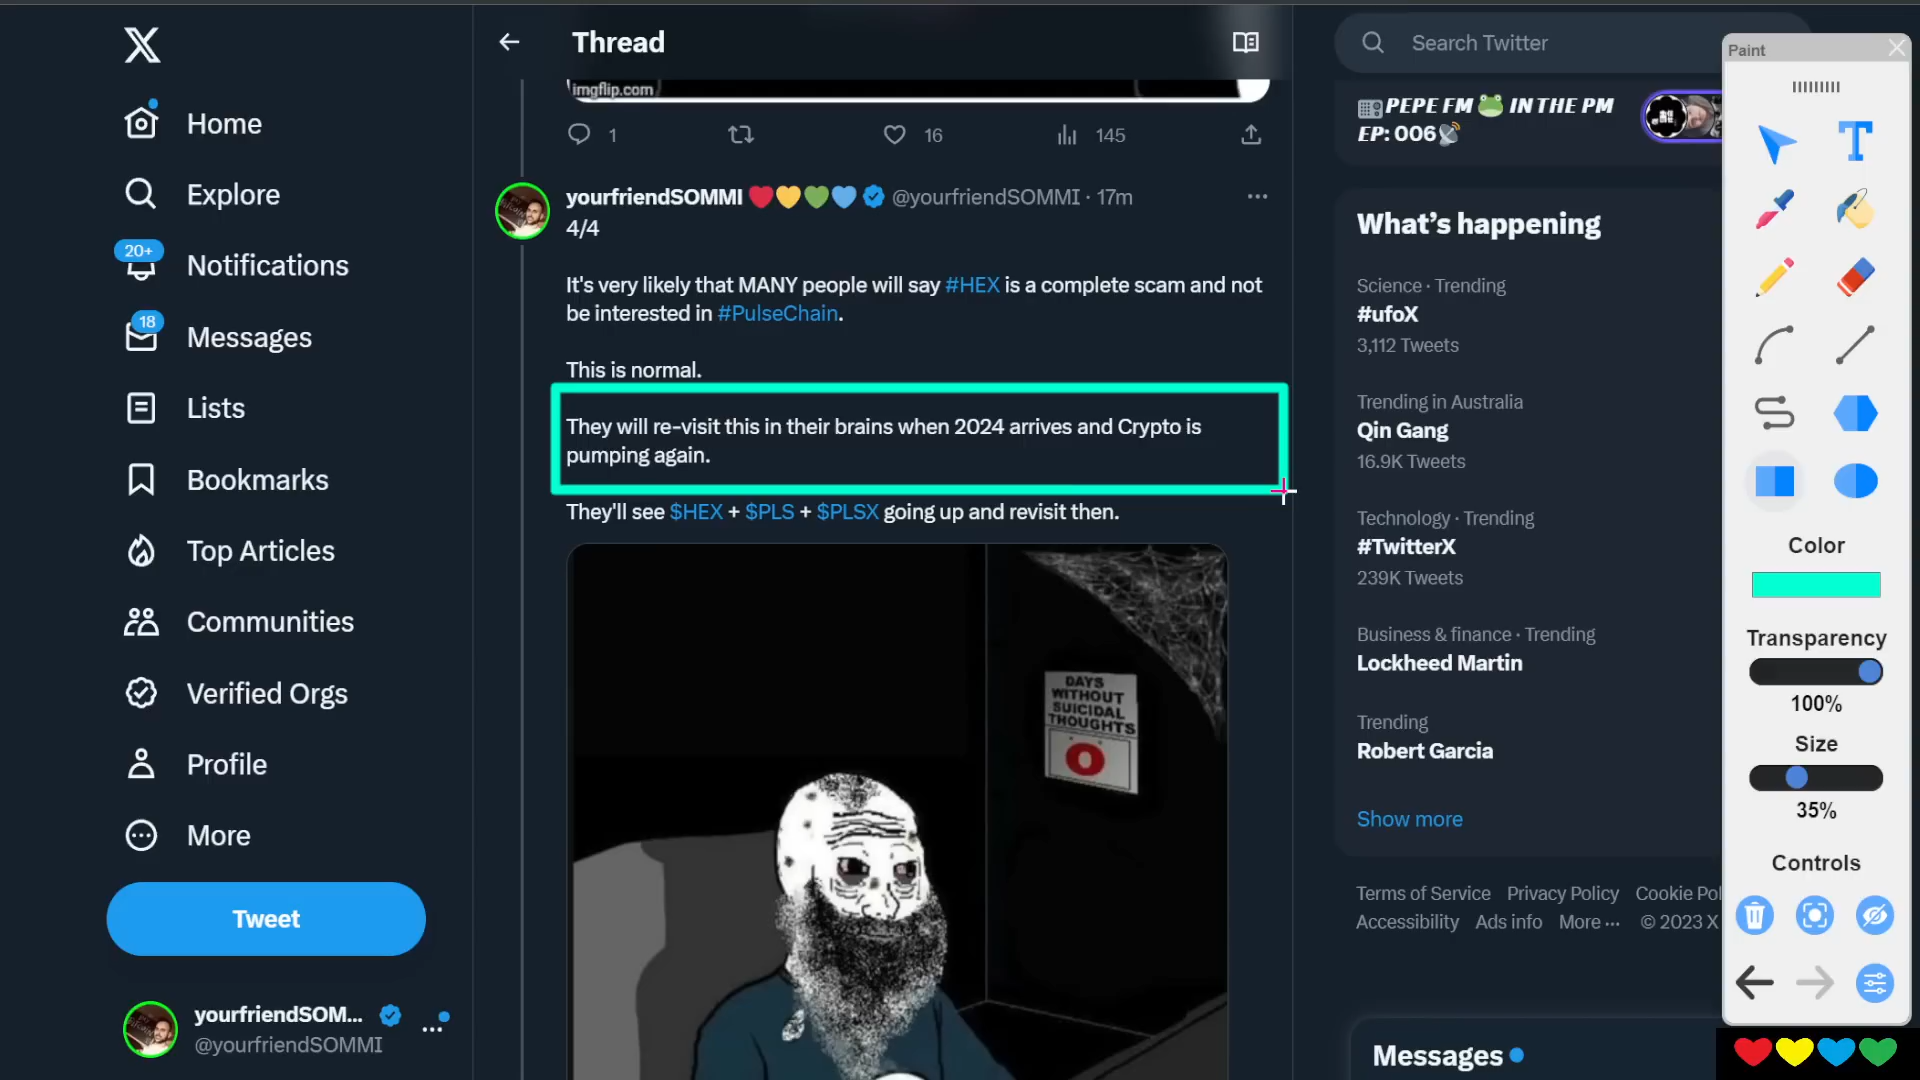 Home
Explore
20+
Notifications
18
Messages
Lists
Bookmarks
Top Articles
Communities
Verified Orgs
Profile
More
Tweet
yourfriendSOM...
@yourfriendSOMMI
Thread
imgflip.com
1
16
145
yourfriendSOMMI @yourfriendSOMMI · 17m
4/4
It's very likely that MANY people will say #HEX is a complete scam and not
be interested in #PulseChain.
This is normal.
They will re-visit this in their brains when 2024 arrives and Crypto is
pumping again.
They'll see $HEX + $PLS + $PLSX going up and revisit then.
DAYS
WITHOUT
SUICIDAL
THOUGHTS
0
Search Twitter
PEPE FM IN THE PM
EP: 006
What's happening
Science · Trending
#ufoX
3,112 Tweets
Trending in Australia
Qin Gang
16.9K Tweets
Technology · Trending
#TwitterX
239K Tweets
Business & finance · Trending
Lockheed Martin
Trending
Robert Garcia
Show more
Terms of Service Privacy Policy Cookie Pol
Accessibility Ads info More ··· © 2023 X
Messages
Paint
Color
Transparency
100%
Size
35%
Controls